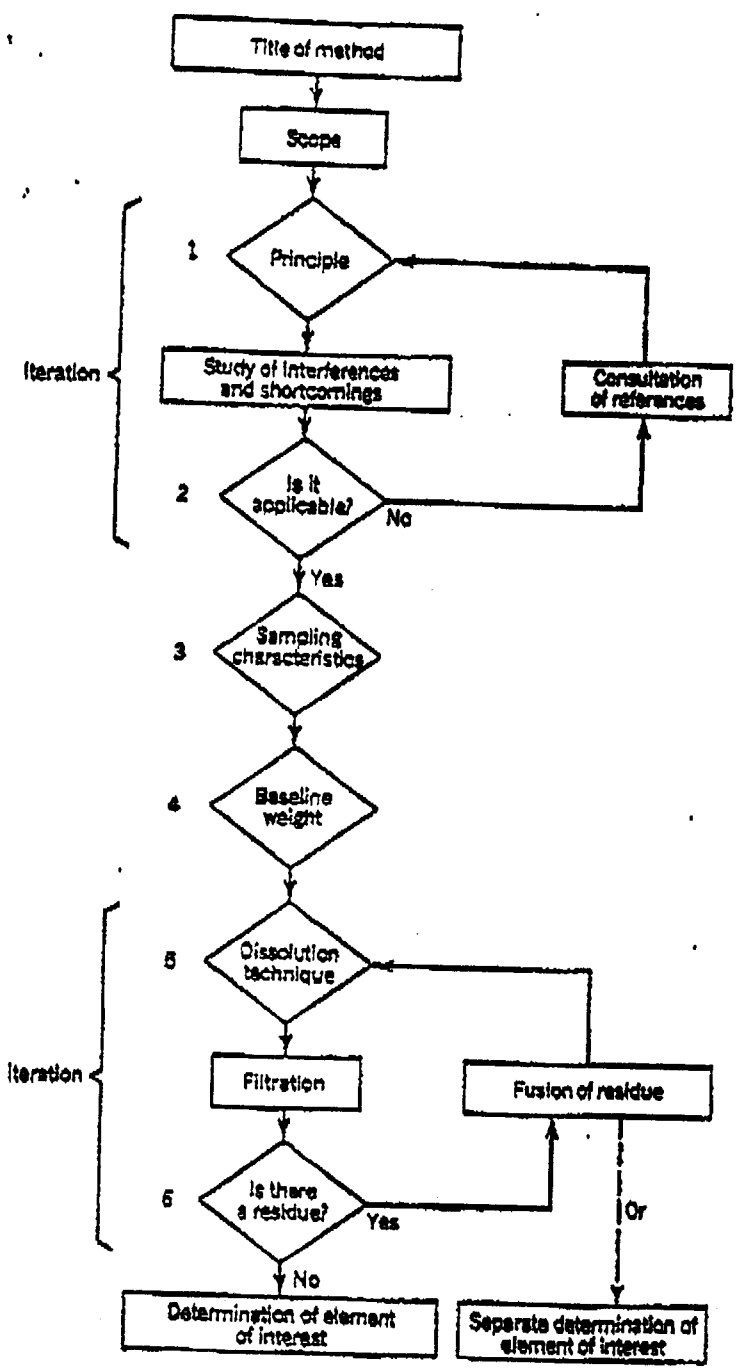 Title of method
Scope
1
Principle
Iteration
Study of interferences
and shortcomings
Consultation
of references
2
Is it
applicable?
No
Yes
3
Sampling
characteristics
4
Baseline
weight
5
Dissolution
technique
Iteration
Filtration
Fusion of residue
6
Is there
a residue?
Yes
Or
No
Determination of element
of interest
Separate determination of
element of interest